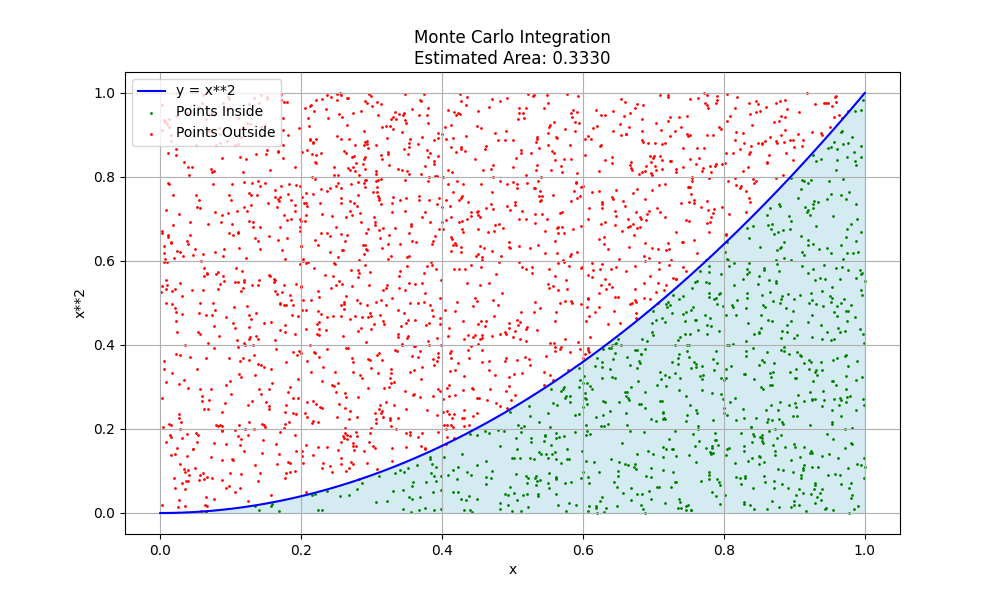 Monte Carlo Integration
Estimated Area: 0.3330
y = x**2
Points Inside
Points Outside
1.0
0.8
0.6
0.4
0.2
0.0
x**2
0.0 0.2 0.4 0.6 0.8 1.0
x